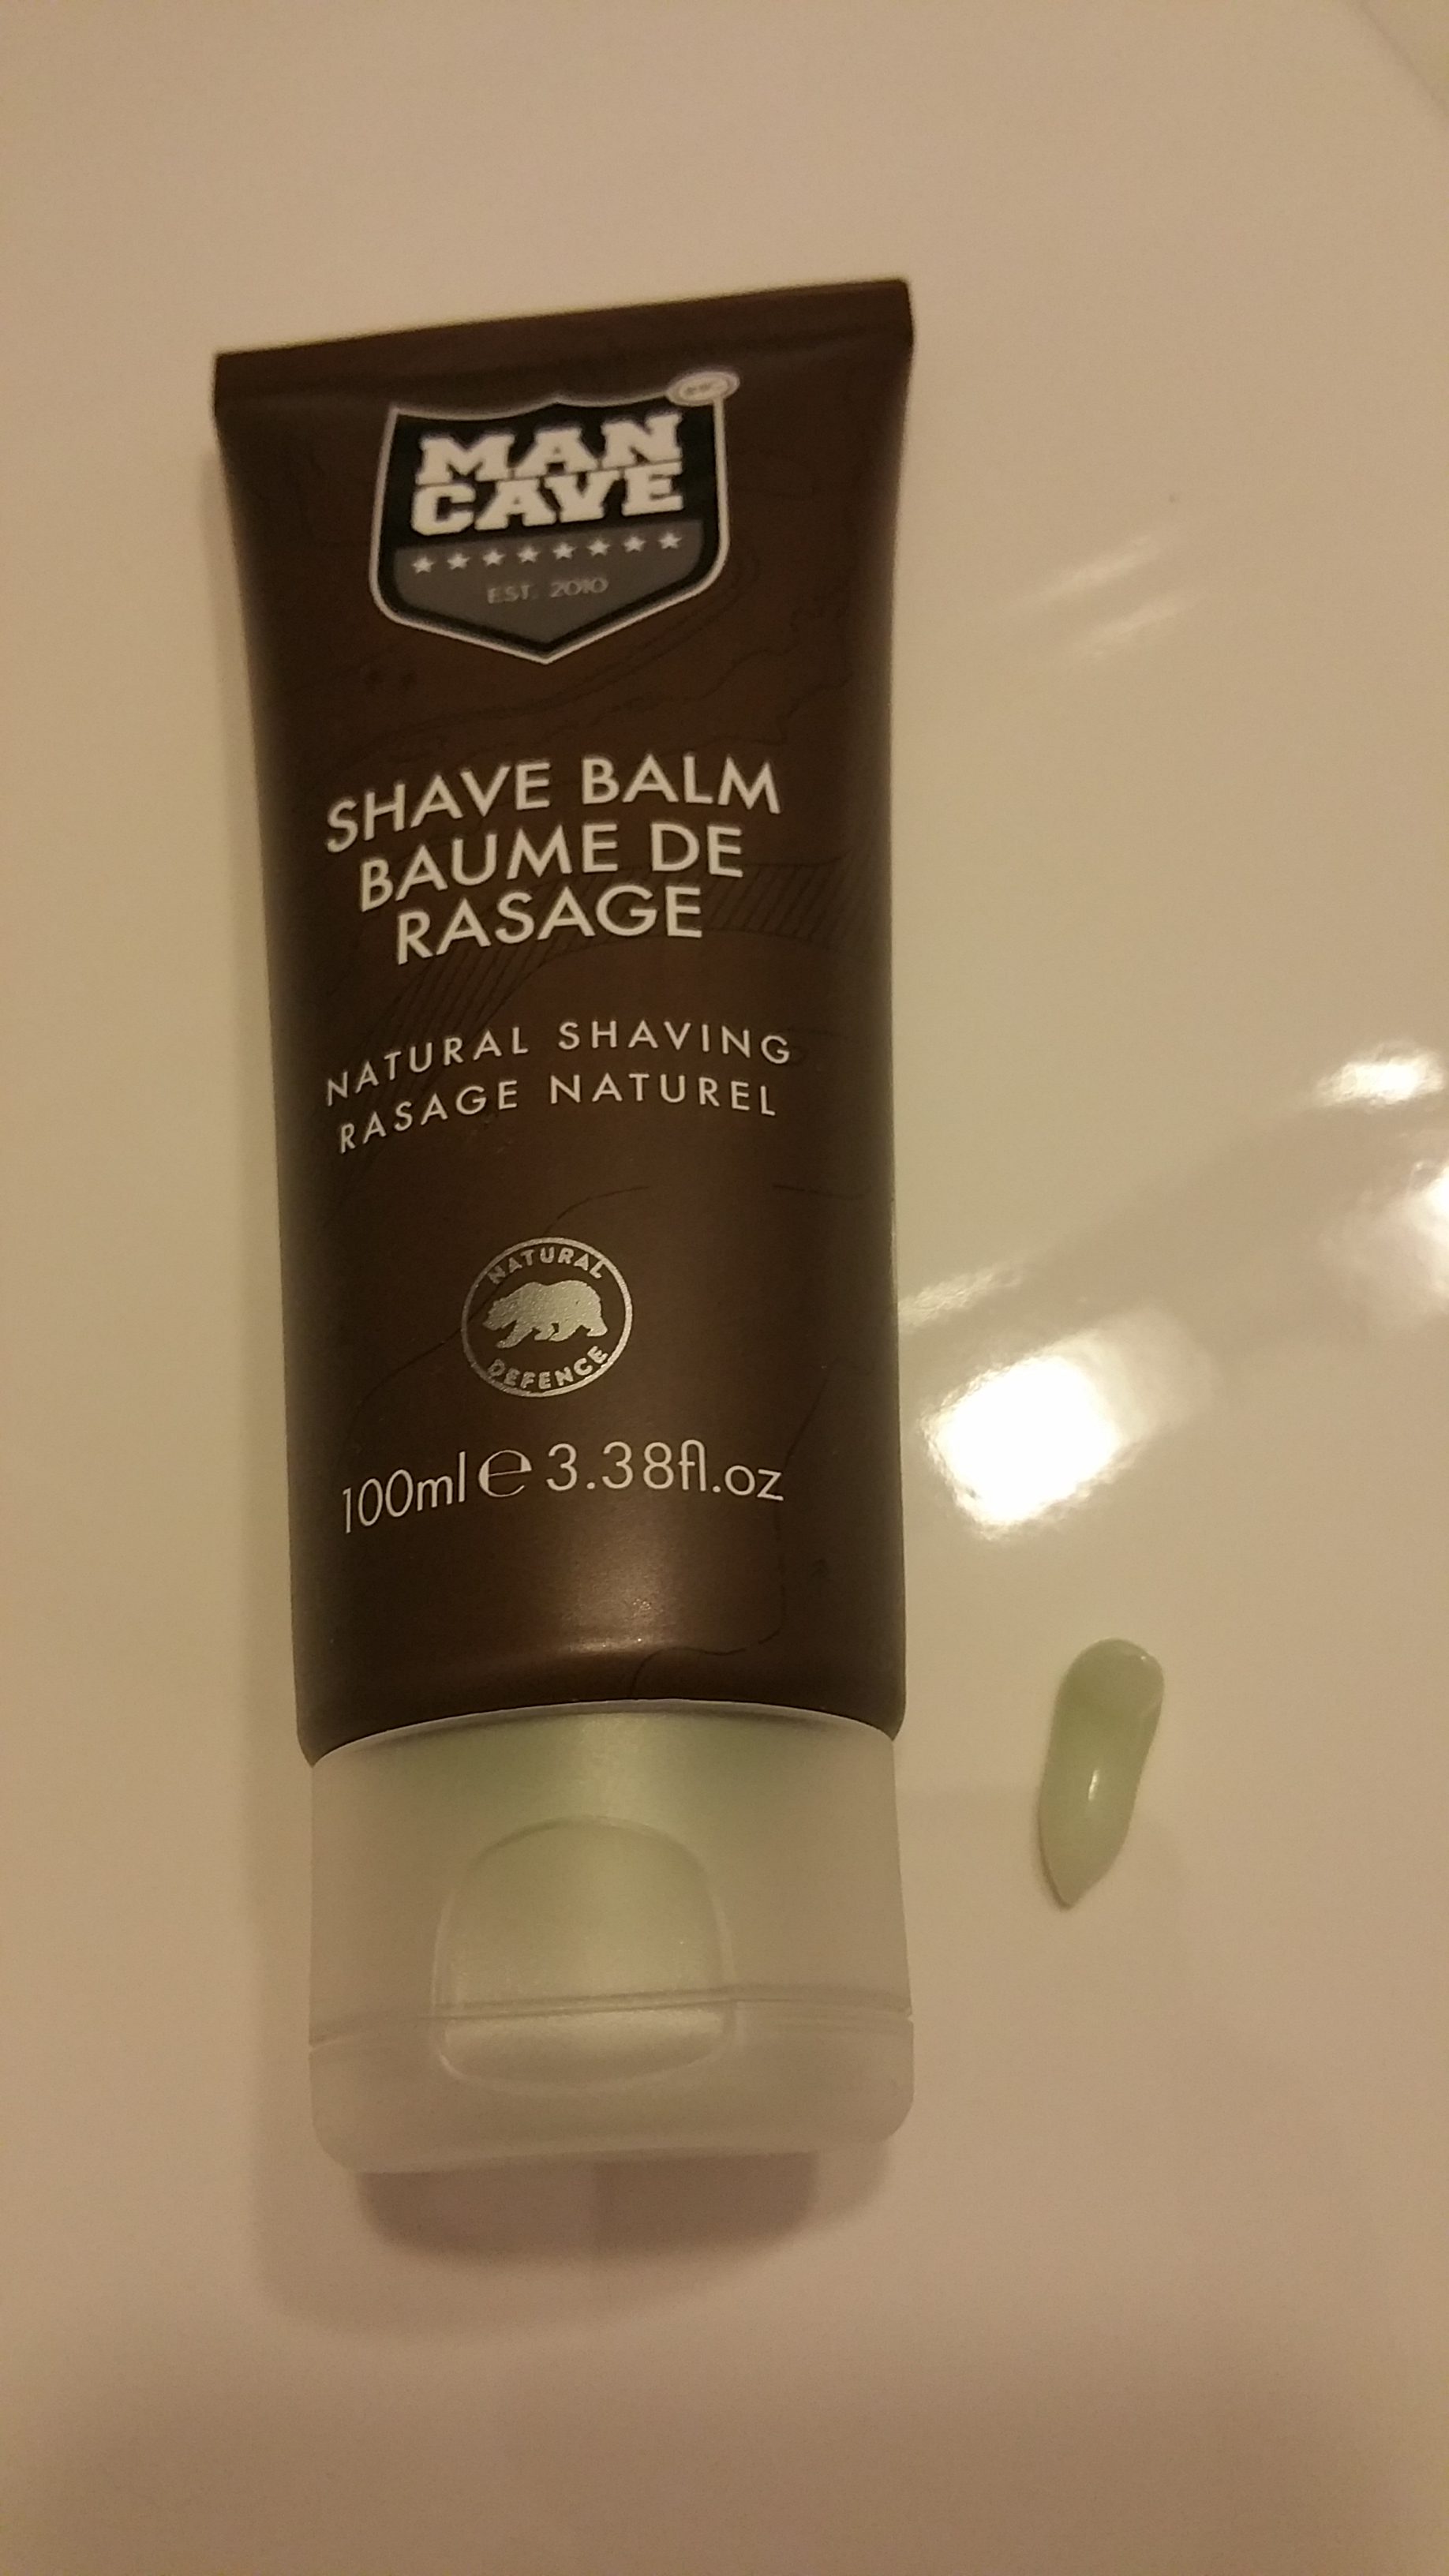 MAN
CAVE
EST. 2010
SHAVE BALM
BAUME DE
RASAGE
NATURAL SHAVING
RASAGE NATUREL
NATURAL
DEFENCE
100ml e 3.38fl.oz